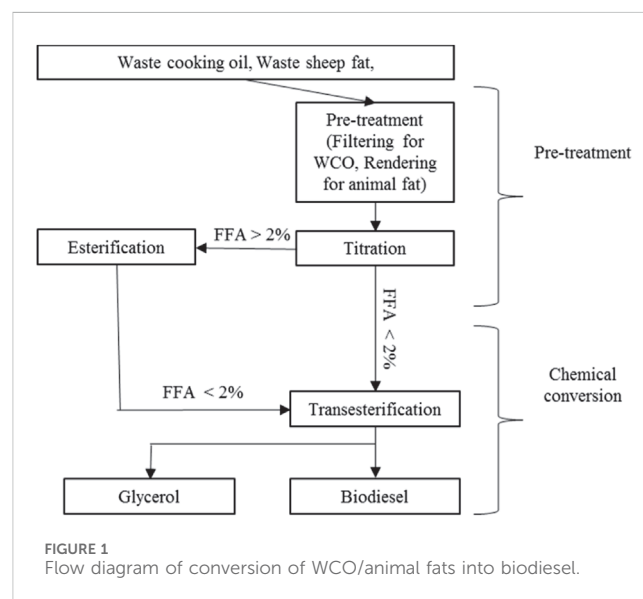 Waste cooking oil, Waste sheep fat,
Pre-treatment
(Filtering for
WCO, Rendering
for animal fat)
Pre-treatment
Esterification
FFA > 2%
Titration
FFA < 2%
Chemical
conversion
FFA < 2%
Transesterification
Glycerol
Biodiesel
FIGURE 1
Flow diagram of conversion of WCO/animal fats into biodiesel.